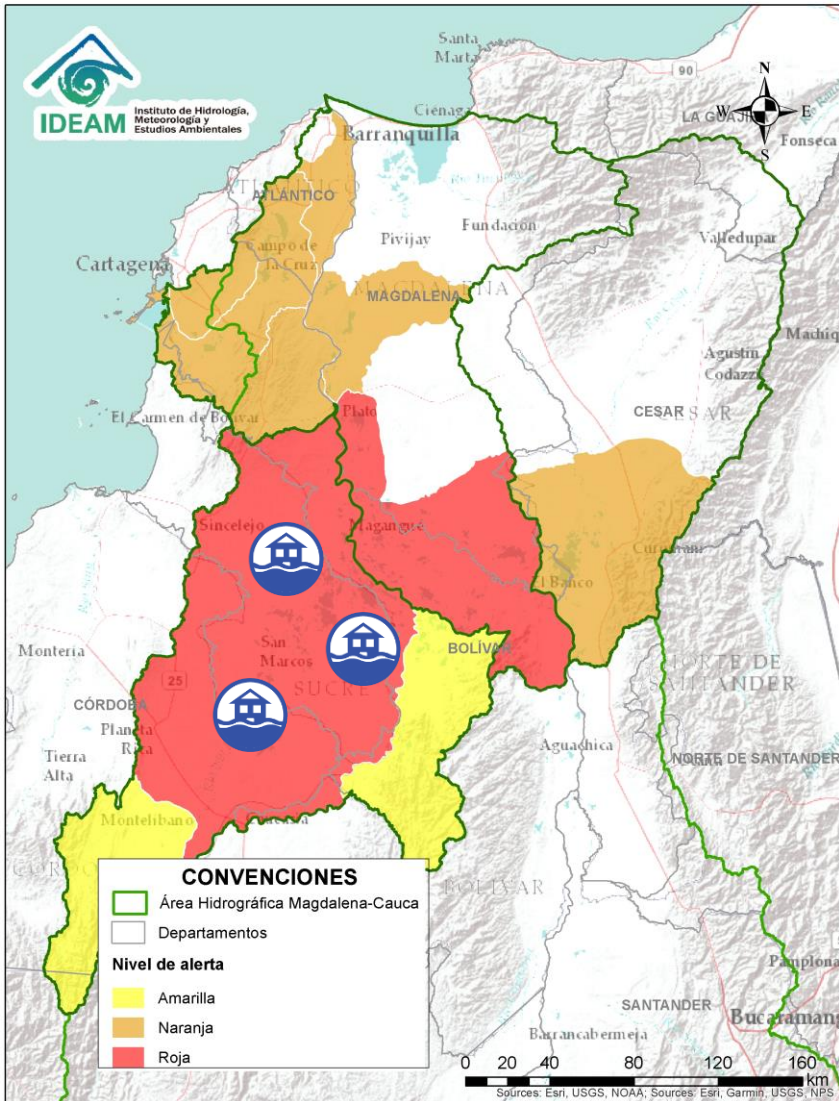 IDEAM
Instituto de Hidrología,
Meteorología y
Estudios Ambientales
Santa
Marta
90
N
W
E
S
LA GUAJI
Fonseca
Ciénaga
Barranquilla
ATLÁNTICO
Fundación
Pivijay
Valledupar
Campo de
la Cruz
Cartagena
MAGDALENA
Agustín
Codazzi
CESAR
CESAR
El Carmen de Bolívar
Plato
Sincelejo
Magangué
Curumaní
El Banco
San
Marcos
SUCRE
BOLÍVAR
Montería
25
CÓRDOBA
Planeta
Rica
Tierra
Alta
NORTE DE
SANTANDER
Aguachica
NORTE DE SANTANDER
Montelíbano
Caucasia
BOLÍVAR
CONVENCIONES
Área Hidrográfica Magdalena-Cauca
Departamentos
Nivel de alerta
Amarilla
Naranja
Roja
Pamplona
SANTANDER
Bucaramang
Barrancabermeja
0 20 40 80 120 160
km
Sources: Esri, USGS, NOAA; Sources: Esri, Garmin, USGS, NPS